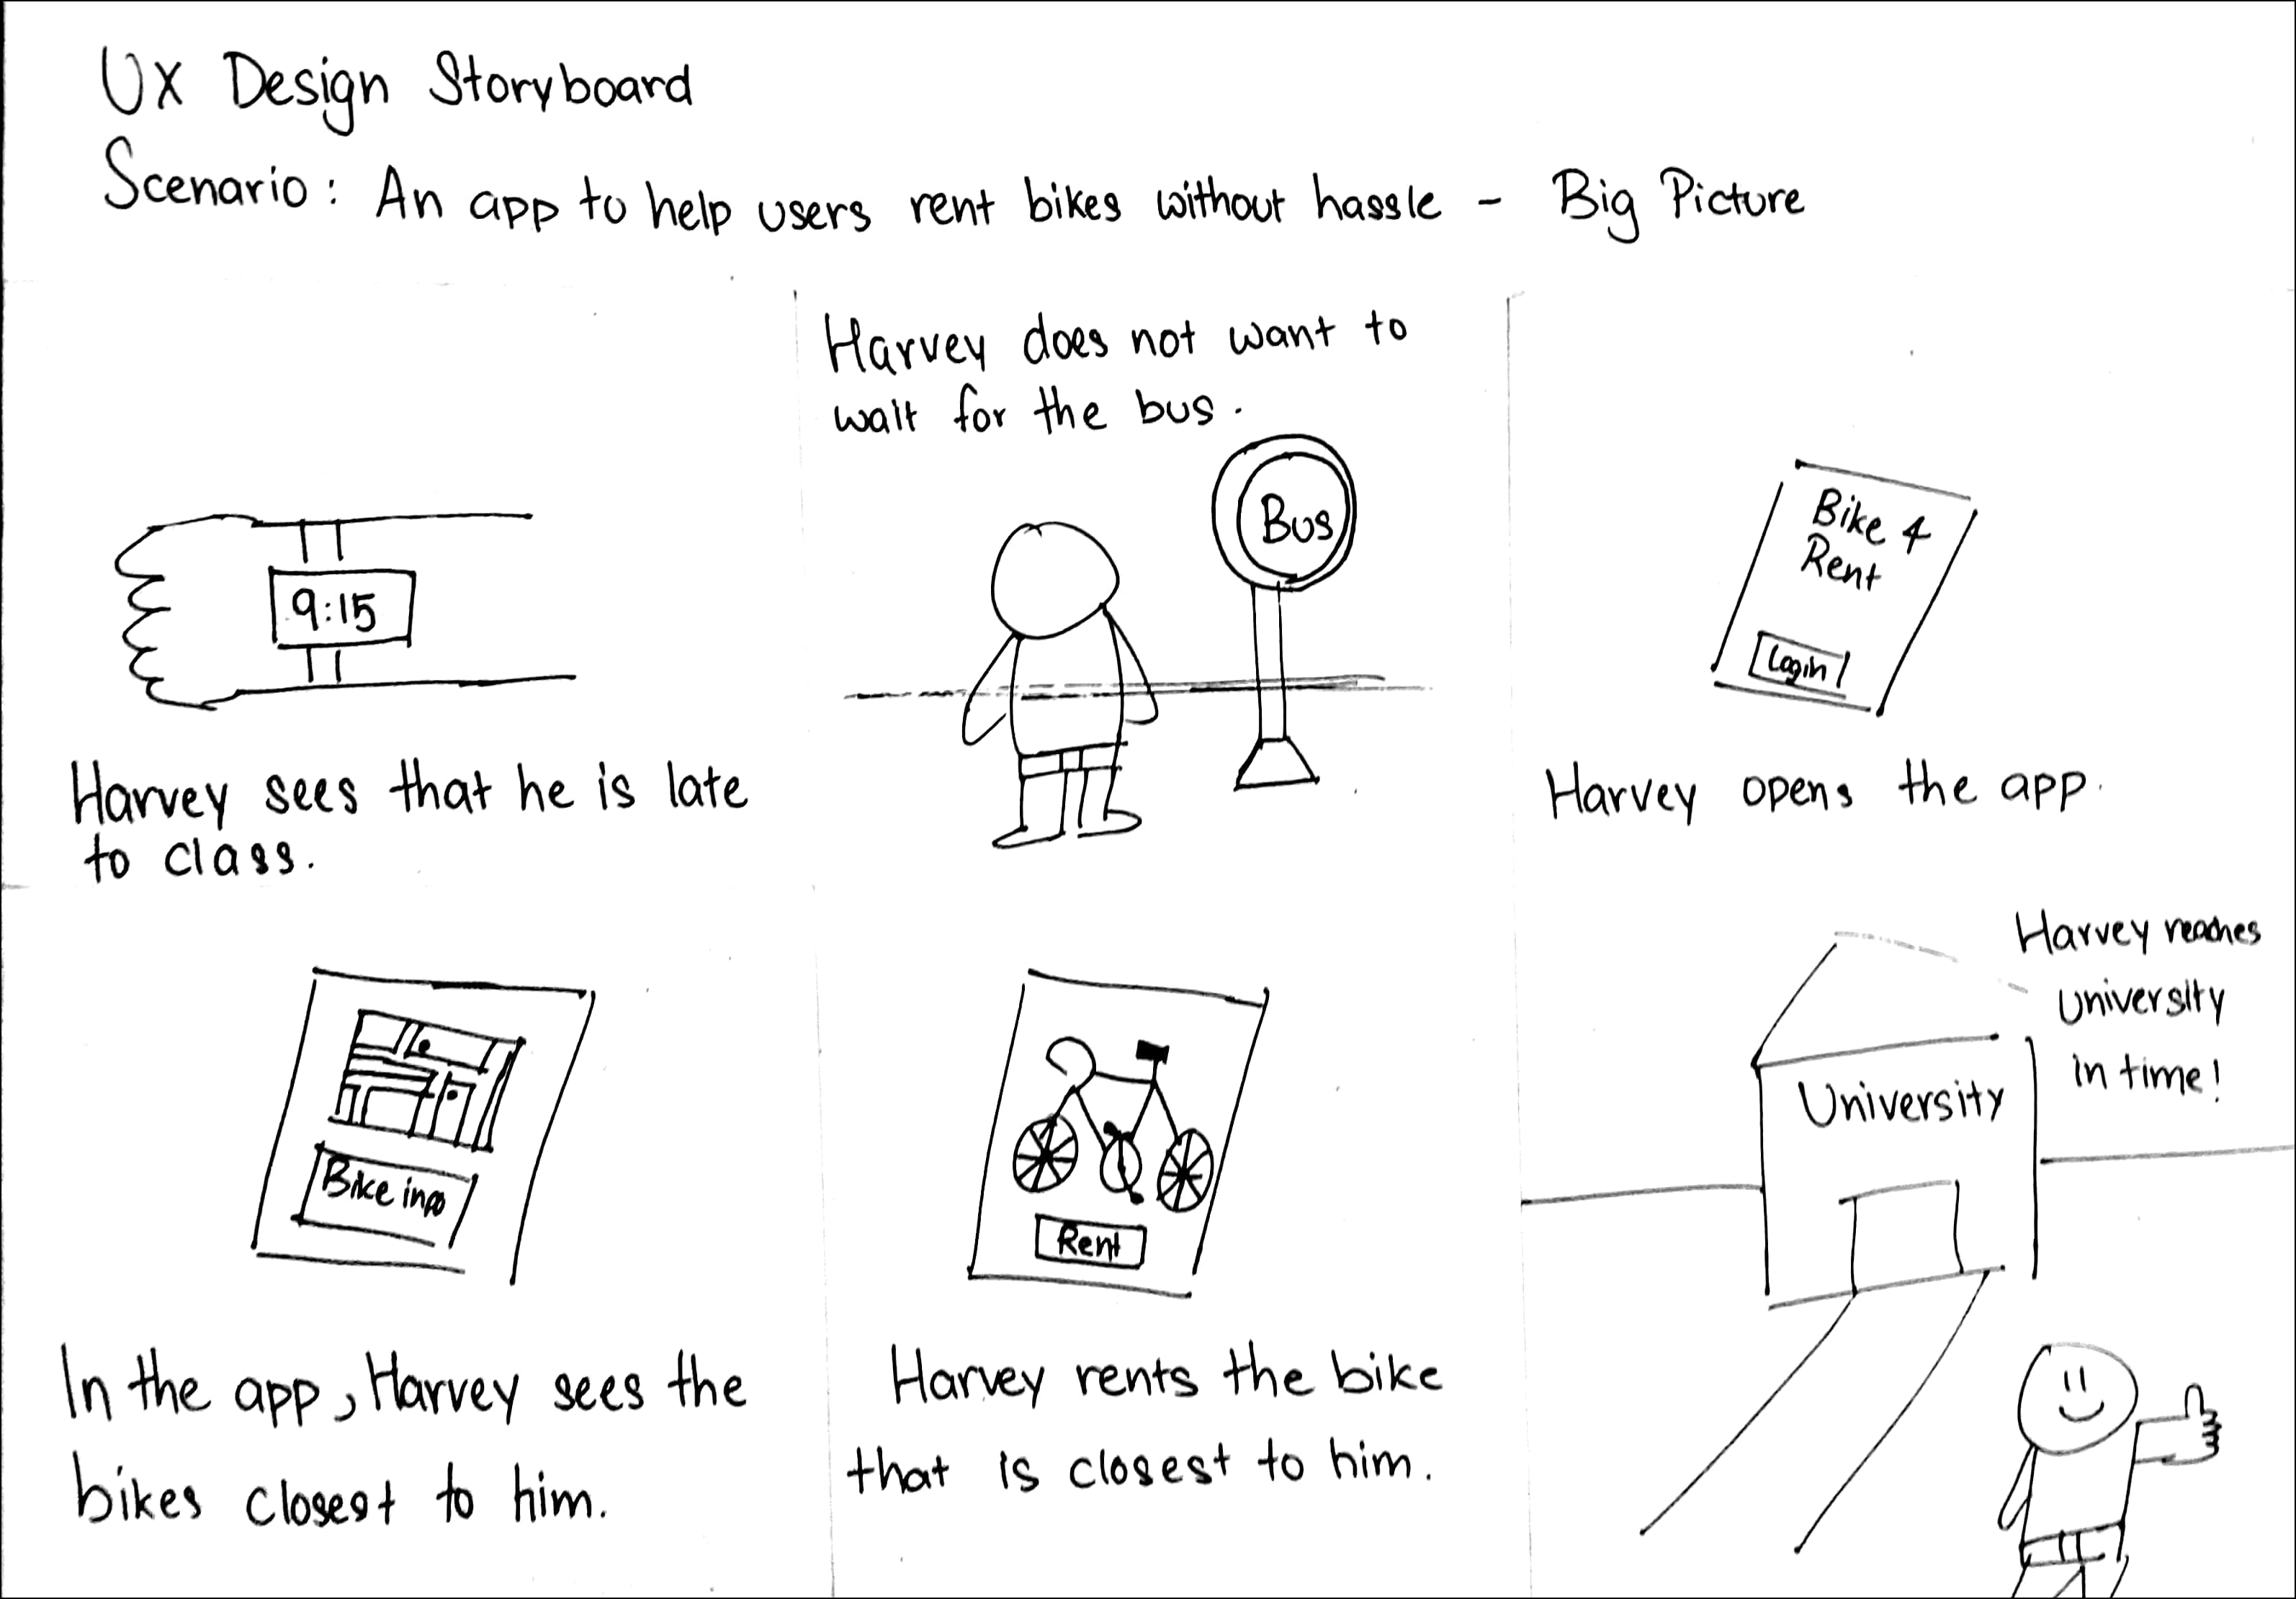 UX Design Storyboard
Scenario: An app to help users rent bikes without hassle - Big Picture
9:15
Harvey sees that he is late
to class.
Harvey does not want to
wait for the bus.
Bus
Bike 4
Rent
Login
Harvey opens the app.
Bike info
In the app, Harvey sees the
bikes closest to him.
Rent
Harvey rents the bike
that is closest to him.
Harvey reaches
university
in time!
University